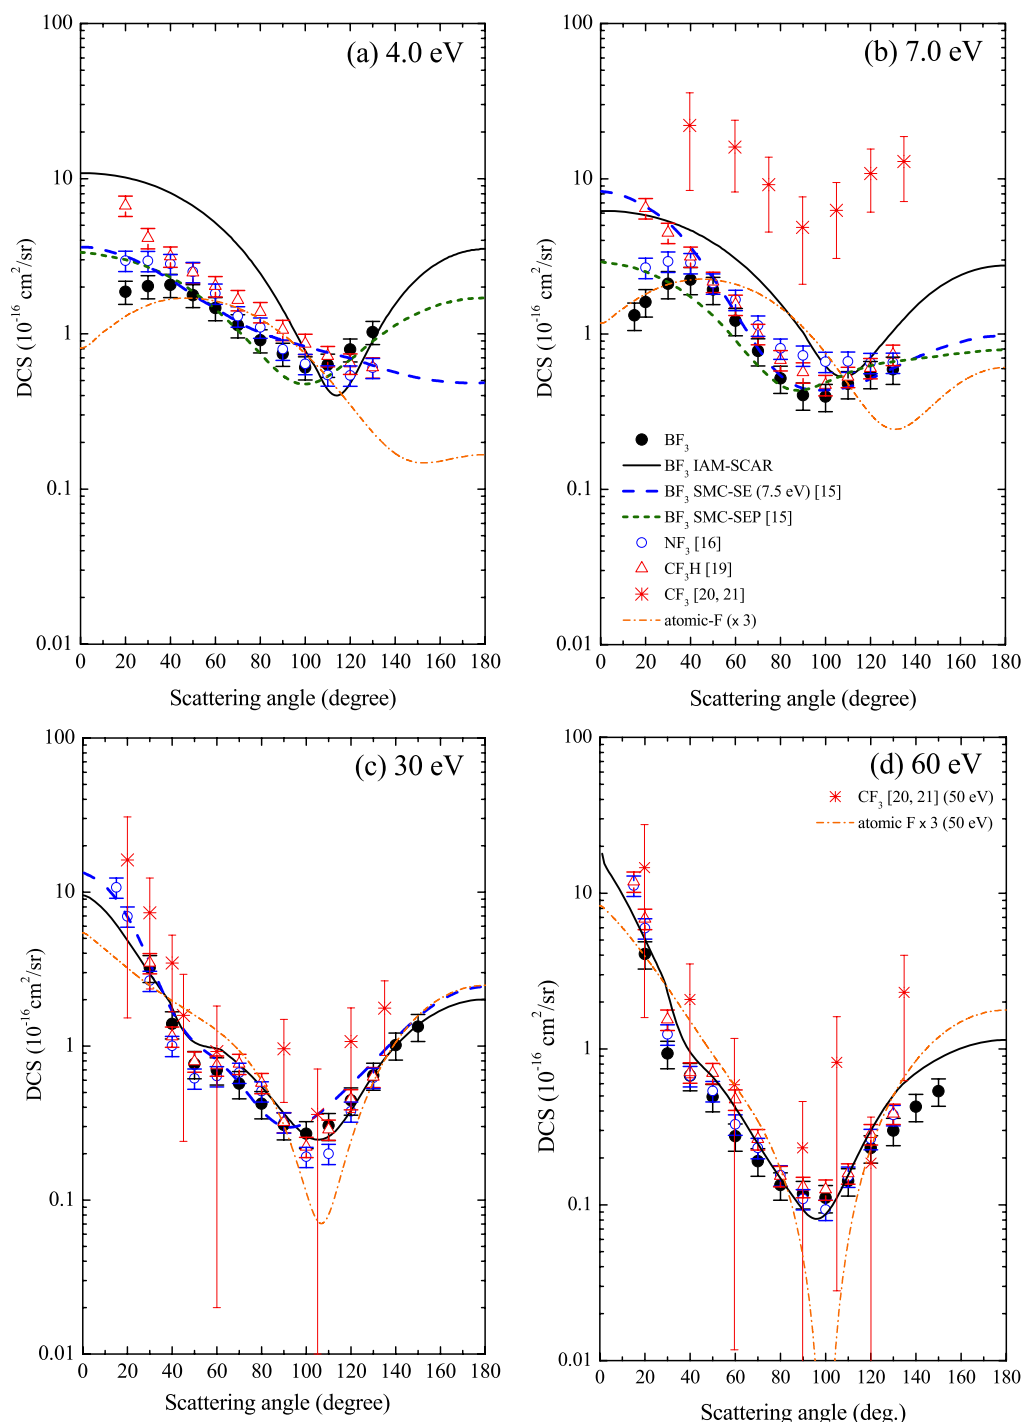 (a) 4.0 eV
100
10
1
0.1
0.01
DCS (10⁻¹⁶ cm²/sr)
0 20 40 60 80 100 120 140 160 180
Scattering angle (degree)
(b) 7.0 eV
100
10
1
0.1
0.01
DCS (10⁻¹⁶ cm²/sr)
BF₃
BF₃ IAM-SCAR
BF₃ SMC-SE (7.5 eV) [15]
BF₃ SMC-SEP [15]
NF₃ [16]
CF₃H [19]
CF₃ [20, 21]
atomic-F (x 3)
0 20 40 60 80 100 120 140 160 180
Scattering angle (degree)
(c) 30 eV
100
10
1
0.1
0.01
DCS (10⁻¹⁶ cm²/sr)
0 20 40 60 80 100 120 140 160 180
Scattering angle (degree)
(d) 60 eV
CF₃ [20, 21] (50 eV)
atomic F x 3 (50 eV)
100
10
1
0.1
0.01
DCS (10⁻¹⁶ cm²/sr)
0 20 40 60 80 100 120 140 160 180
Scattering angle (deg.)